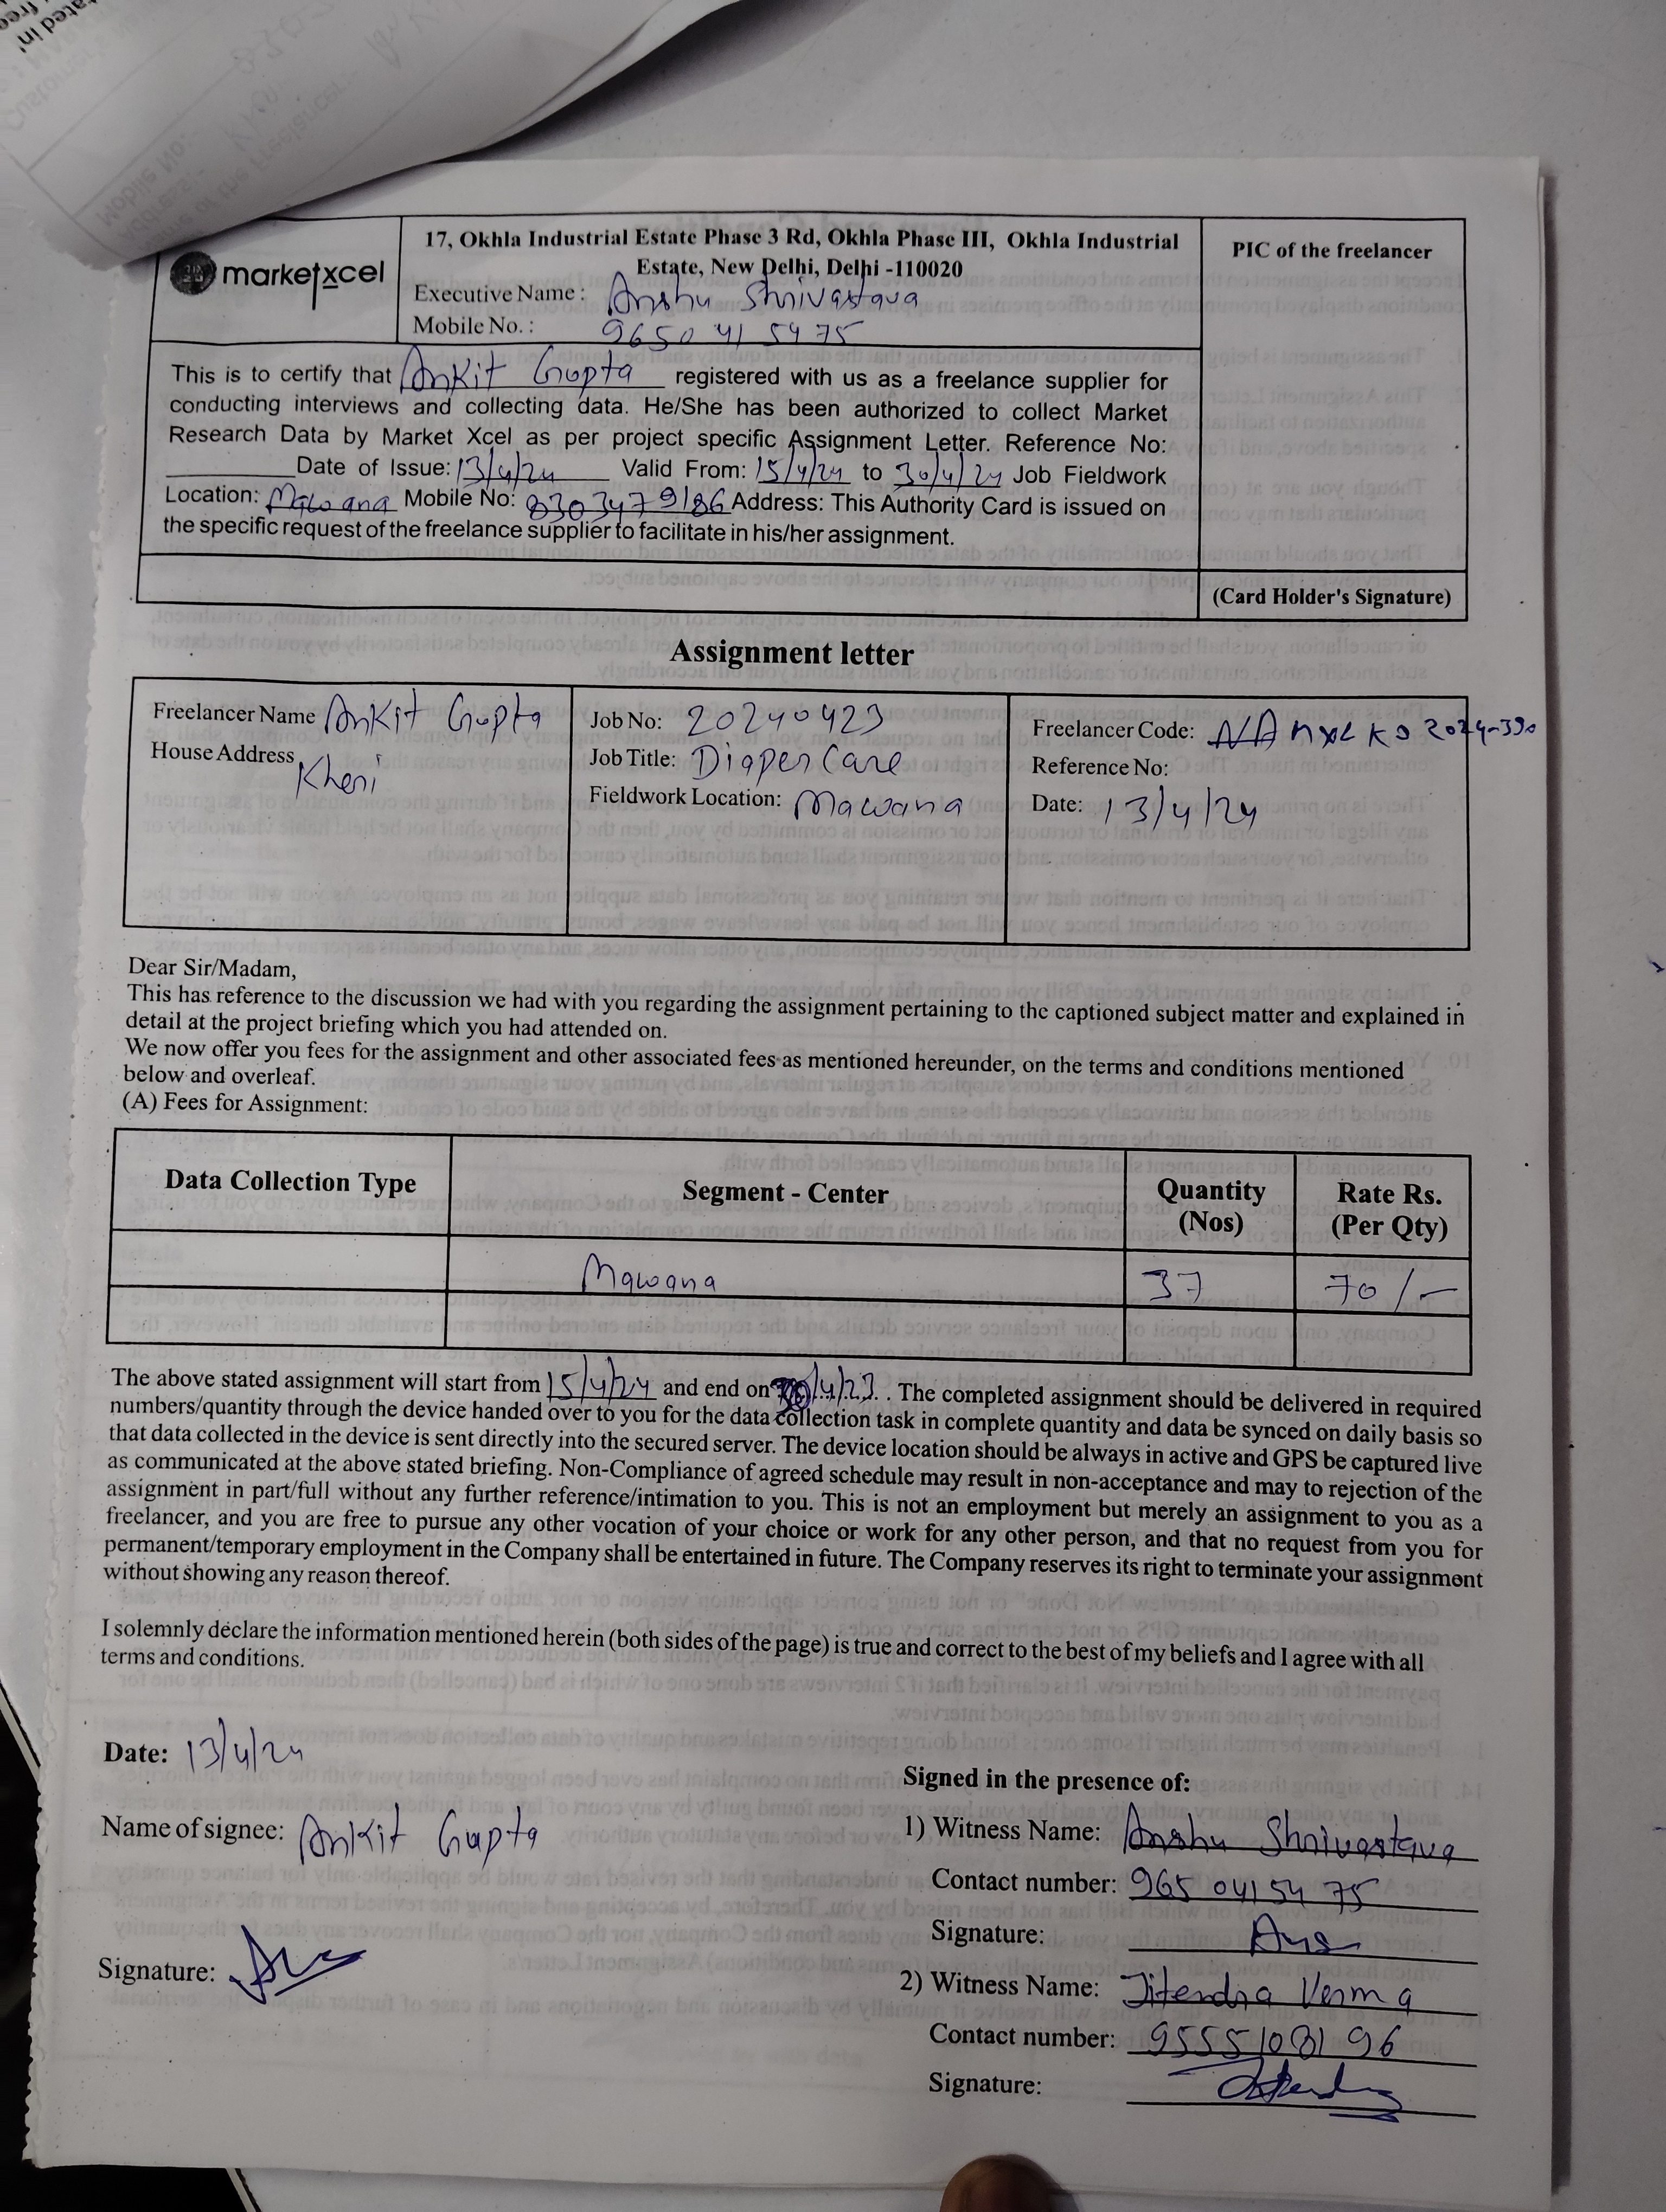 Mobile No:
marketxcel
17, Okhla Industrial Estate Phase 3 Rd, Okhla Phase III, Okhla Industrial
Estate, New Delhi, Delhi -110020
Executive Name : Anshu Shrivastava
Mobile No. : 9650415475
PIC of the freelancer
This is to certify that Ankit Gupta registered with us as a freelance supplier for
conducting interviews and collecting data. He/She has been authorized to collect Market
Research Data by Market Xcel as per project specific Assignment Letter. Reference No:
Date of Issue: 13/4/24 Valid From: 15/4/24 to 30/4/24 Job Fieldwork
Location: Mawana Mobile No: 8303479186 Address: This Authority Card is issued on
the specific request of the freelance supplier to facilitate in his/her assignment.
(Card Holder's Signature)
Assignment letter
Freelancer Name Ankit Gupta
House Address Kheri
Job No: 20240423
Job Title: Diaper Care
Fieldwork Location: Mawana
Freelancer Code: 2024-390
Reference No:
Date: 13/4/24
Dear Sir/Madam,
This has reference to the discussion we had with you regarding the assignment pertaining to the captioned subject matter and explained in
detail at the project briefing which you had attended on.
We now offer you fees for the assignment and other associated fees as mentioned hereunder, on the terms and conditions mentioned
below and overleaf.
(A) Fees for Assignment:
Data Collection Type Segment - Center Quantity (Nos) Rate Rs. (Per Qty)
Mawana 37 70/-
The above stated assignment will start from 15/4/24 and end on 30/4/23. . The completed assignment should be delivered in required
numbers/quantity through the device handed over to you for the data collection task in complete quantity and data be synced on daily basis so
that data collected in the device is sent directly into the secured server. The device location should be always in active and GPS be captured live
as communicated at the above stated briefing. Non-Compliance of agreed schedule may result in non-acceptance and may to rejection of the
assignment in part/full without any further reference/intimation to you. This is not an employment but merely an assignment to you as a
freelancer, and you are free to pursue any other vocation of your choice or work for any other person, and that no request from you for
permanent/temporary employment in the Company shall be entertained in future. The Company reserves its right to terminate your assignment
without showing any reason thereof.
I solemnly declare the information mentioned herein (both sides of the page) is true and correct to the best of my beliefs and I agree with all
terms and conditions.
Date: 13/4/24
Name of signee: Ankit Gupta
Signature:
Signed in the presence of:
1) Witness Name: Anshu Shrivastava
Contact number: 9650415475
Signature:
2) Witness Name: Jitendra Verma
Contact number: 9555108196
Signature: